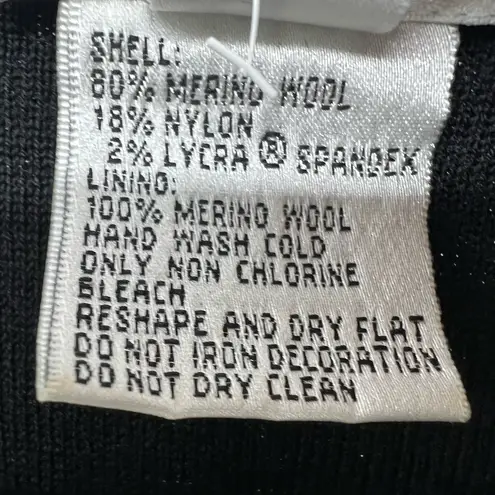 SHELL:
80% MERINO WOOL
18% NYLON
2% LYCRA ® SPANDEX
LINING:
100% MERINO WOOL
HAND WASH COLD
ONLY NON CHLORINE
BLEACH
RESHAPE AND DRY FLAT
DO NOT IRON DECORATION
DO NOT DRY CLEAN